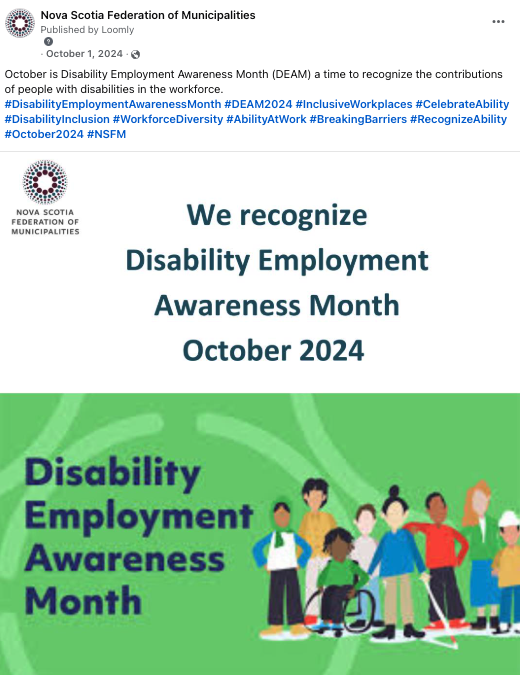 Nova Scotia Federation of Municipalities
Published by Loomly
· October 1, 2024 ·
October is Disability Employment Awareness Month (DEAM) a time to recognize the contributions
of people with disabilities in the workforce.
#DisabilityEmploymentAwarenessMonth #DEAM2024 #InclusiveWorkplaces #CelebrateAbility
#DisabilityInclusion #WorkforceDiversity #AbilityAtWork #BreakingBarriers #RecognizeAbility
#October2024 #NSFM
NOVA SCOTIA
FEDERATION OF
MUNICIPALITIES
We recognize
Disability Employment
Awareness Month
October 2024
Disability
Employment
Awareness
Month